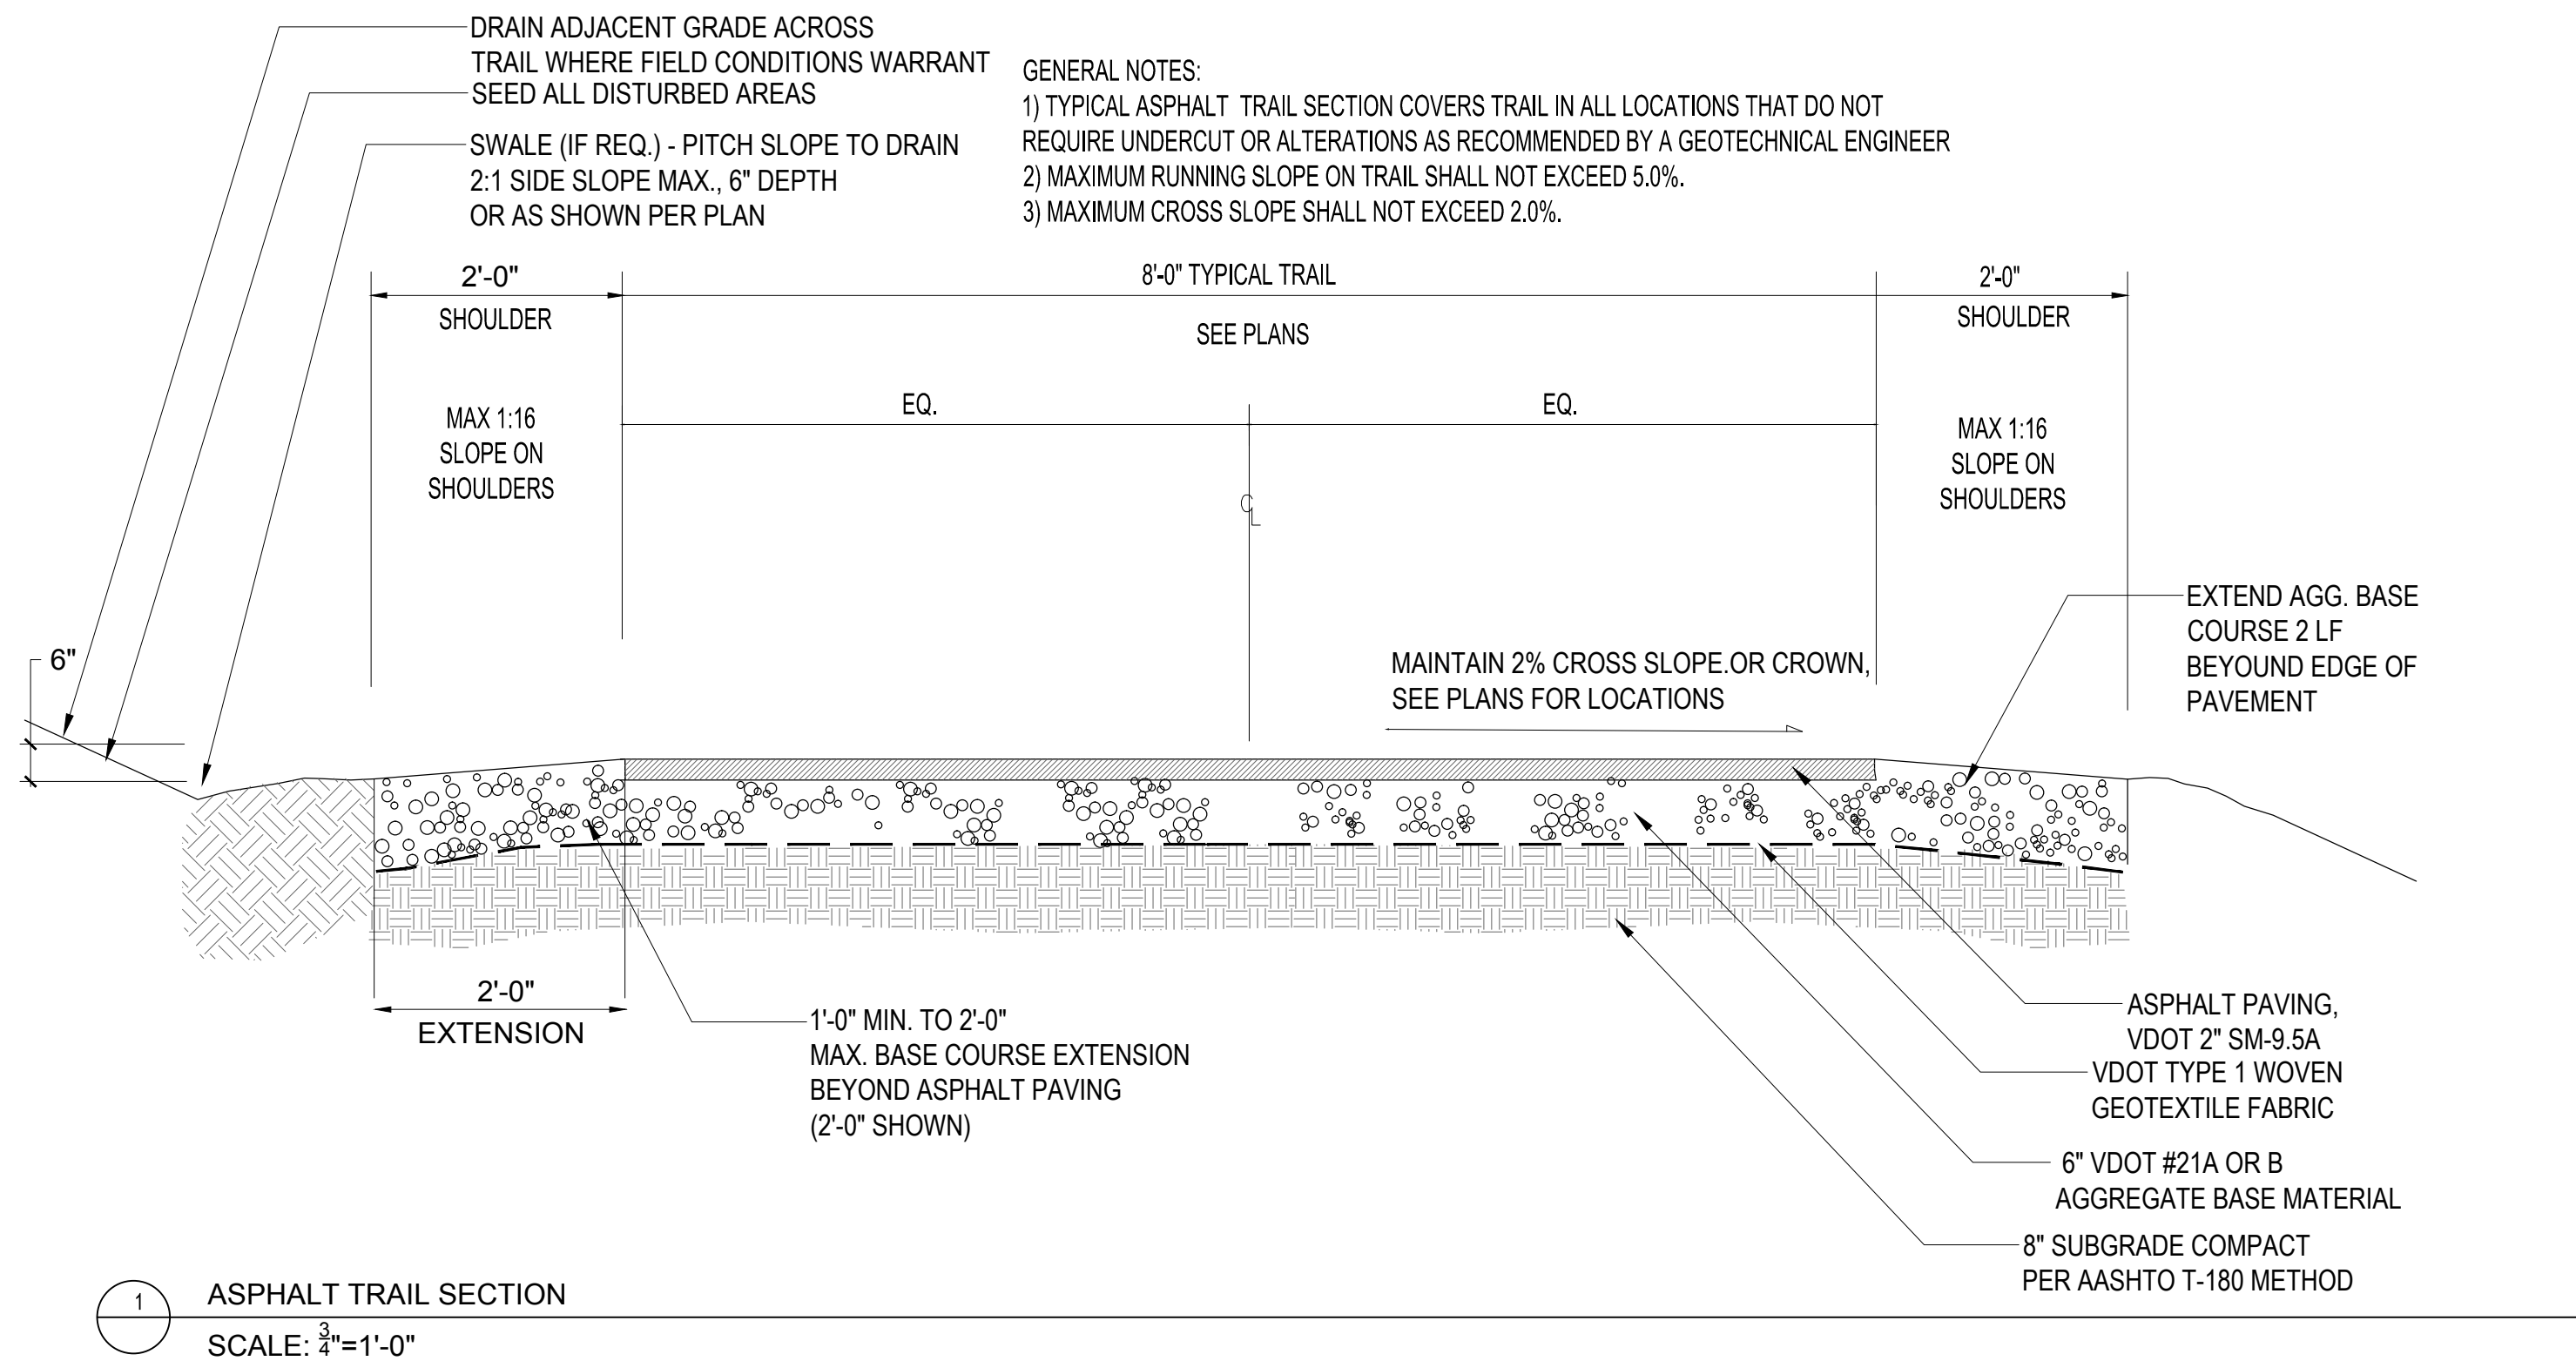 DRAIN ADJACENT GRADE ACROSS
TRAIL WHERE FIELD CONDITIONS WARRANT
SEED ALL DISTURBED AREAS
SWALE (IF REQ.) - PITCH SLOPE TO DRAIN
2:1 SIDE SLOPE MAX., 6" DEPTH
OR AS SHOWN PER PLAN
GENERAL NOTES:
1) TYPICAL ASPHALT TRAIL SECTION COVERS TRAIL IN ALL LOCATIONS THAT DO NOT
REQUIRE UNDERCUT OR ALTERATIONS AS RECOMMENDED BY A GEOTECHNICAL ENGINEER
2) MAXIMUM RUNNING SLOPE ON TRAIL SHALL NOT EXCEED 5.0%.
3) MAXIMUM CROSS SLOPE SHALL NOT EXCEED 2.0%.
2'-0"
SHOULDER
8'-0" TYPICAL TRAIL
SEE PLANS
2'-0"
SHOULDER
MAX 1:16
SLOPE ON
SHOULDERS
EQ.
EQ.
CL
MAX 1:16
SLOPE ON
SHOULDERS
6"
MAINTAIN 2% CROSS SLOPE.OR CROWN,
SEE PLANS FOR LOCATIONS
EXTEND AGG. BASE
COURSE 2 LF
BEYOUND EDGE OF
PAVEMENT
2'-0"
EXTENSION
1'-0" MIN. TO 2'-0"
MAX. BASE COURSE EXTENSION
BEYOND ASPHALT PAVING
(2'-0" SHOWN)
ASPHALT PAVING,
VDOT 2" SM-9.5A
VDOT TYPE 1 WOVEN
GEOTEXTILE FABRIC
6" VDOT #21A OR B
AGGREGATE BASE MATERIAL
8" SUBGRADE COMPACT
PER AASHTO T-180 METHOD
1
ASPHALT TRAIL SECTION
SCALE: 3/4"=1'-0"